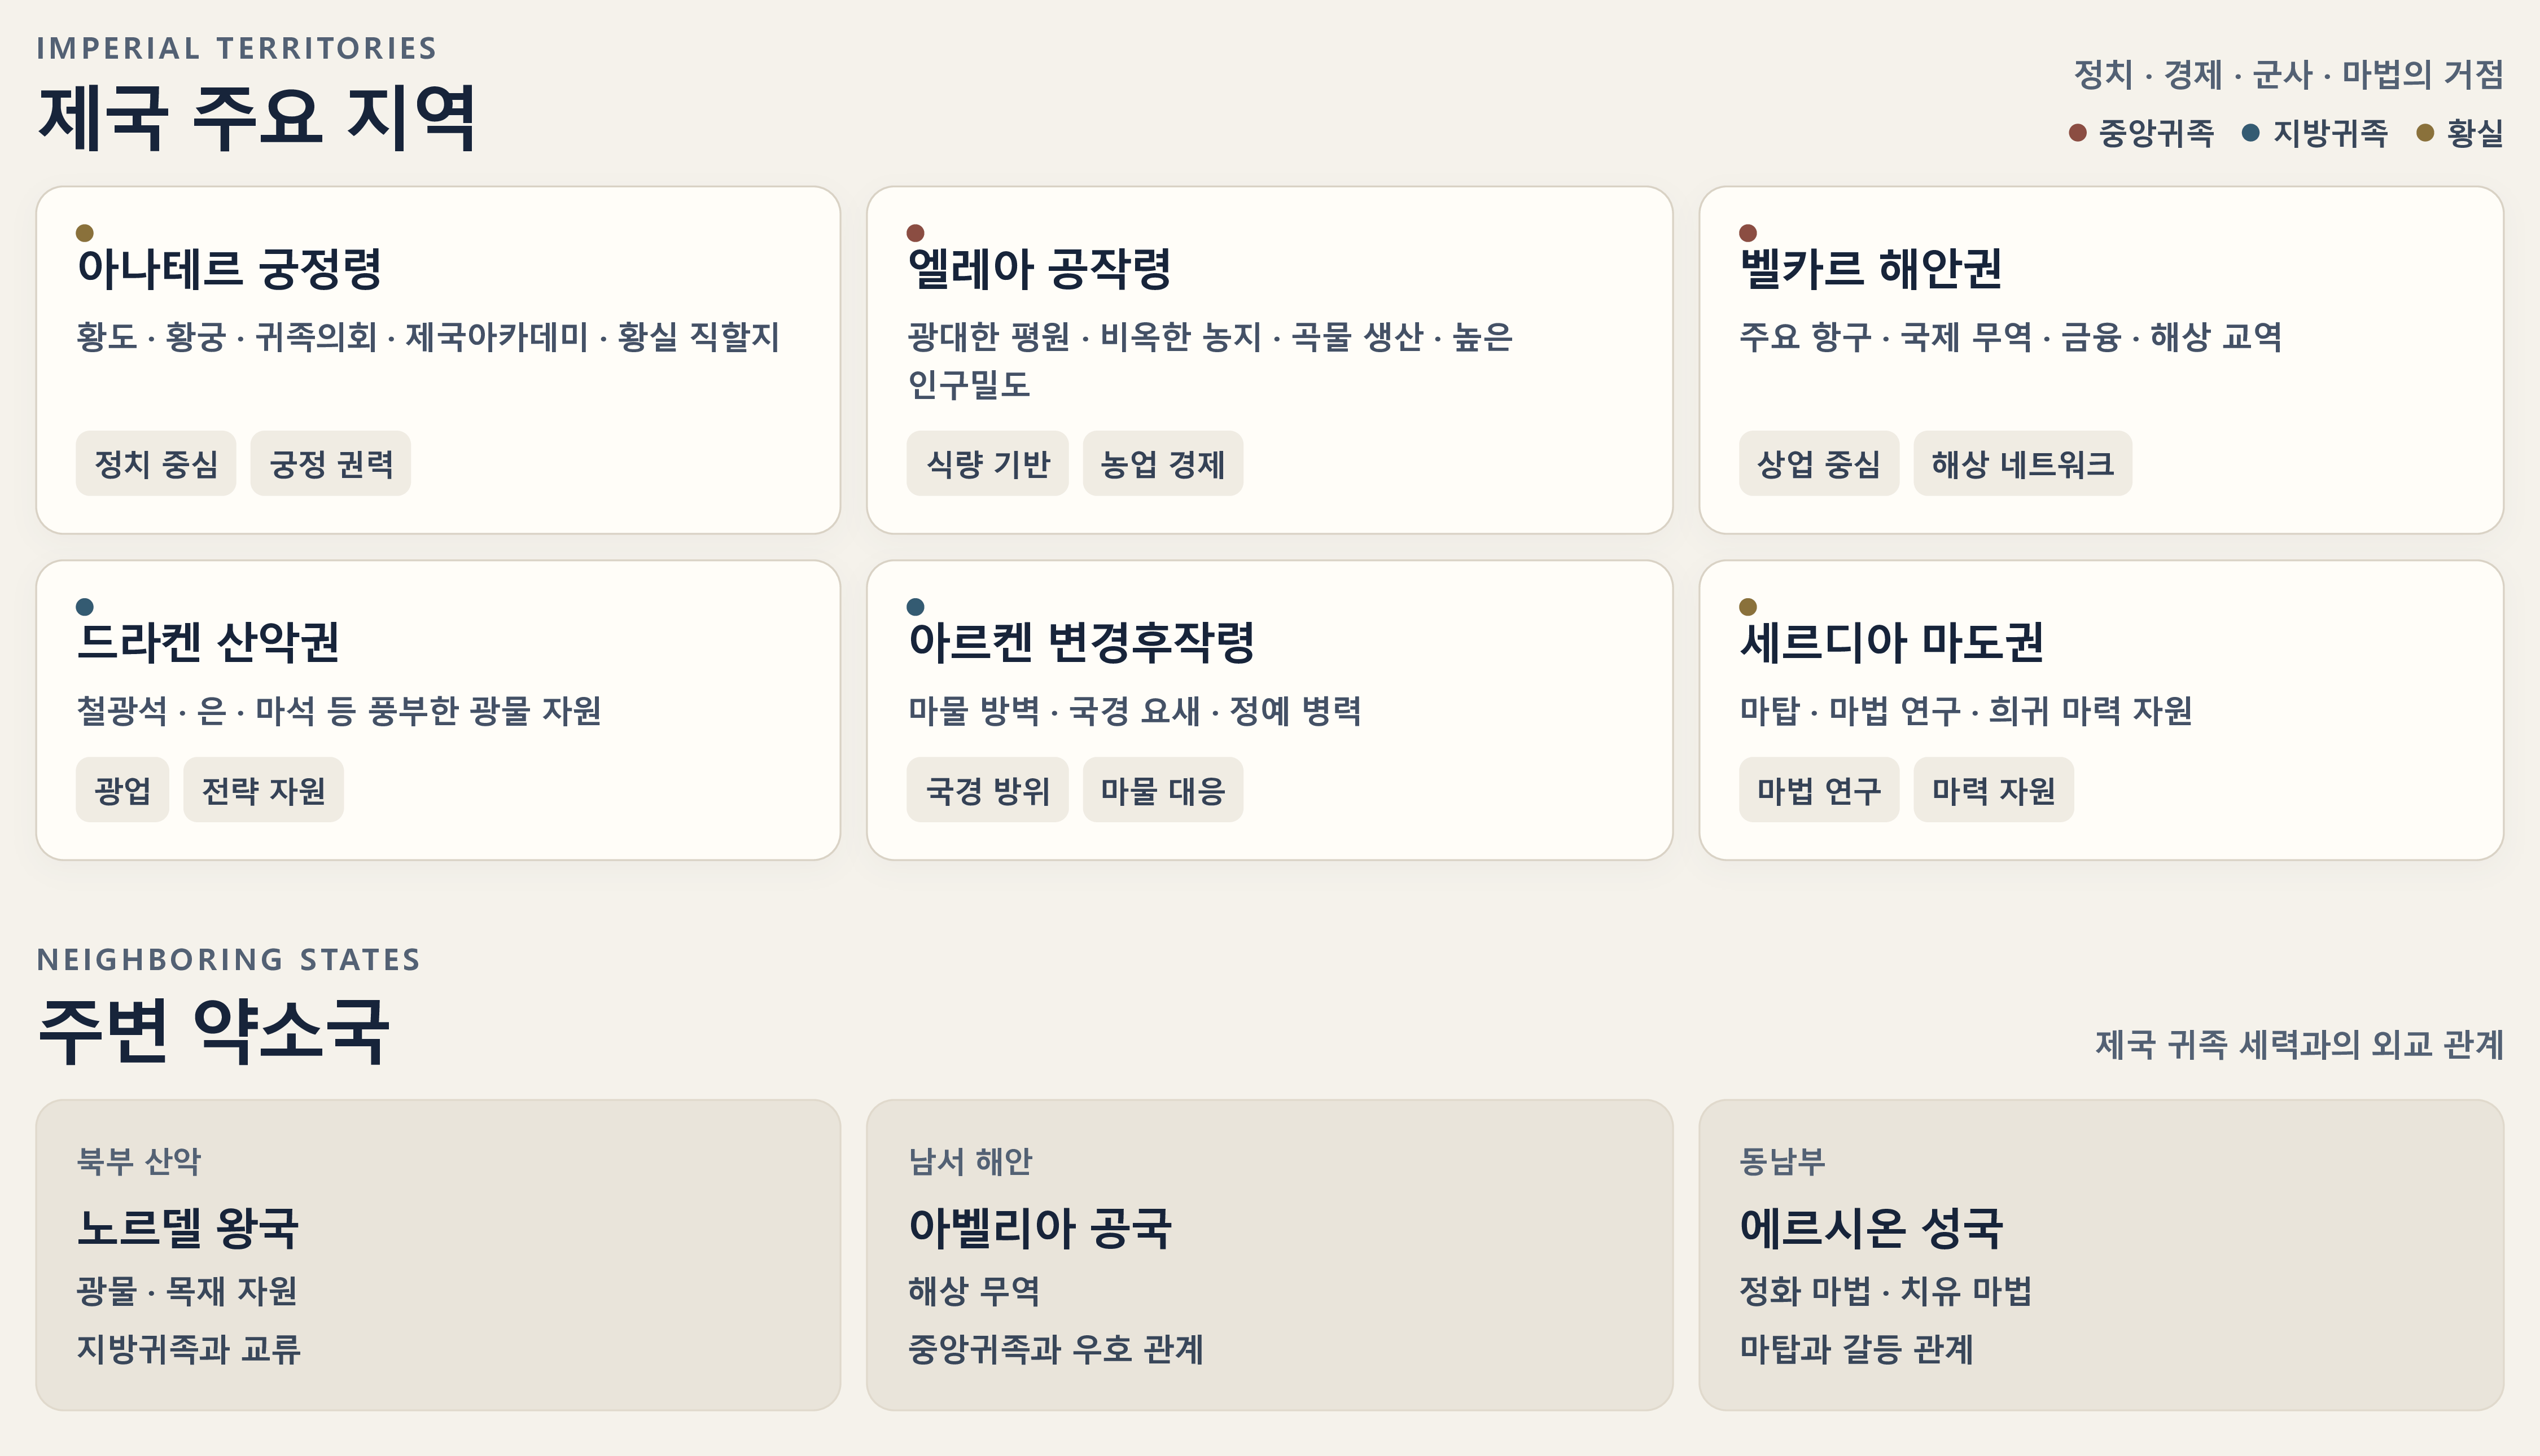 IMPERIAL TERRITORIES
제국 주요 지역
정치 · 경제 · 군사 · 마법의 거점
중앙귀족 지방귀족 황실
아나테르 궁정령
황도 · 황궁 · 귀족의회 · 제국아카데미 · 황실 직할지
정치 중심 궁정 권력
엘레아 공작령
광대한 평원 · 비옥한 농지 · 곡물 생산 · 높은
인구밀도
식량 기반 농업 경제
벨카르 해안권
주요 항구 · 국제 무역 · 금융 · 해상 교역
상업 중심 해상 네트워크
드라켄 산악권
철광석 · 은 · 마석 등 풍부한 광물 자원
광업 전략 자원
아르켄 변경후작령
마물 방벽 · 국경 요새 · 정예 병력
국경 방위 마물 대응
세르디아 마도권
마탑 · 마법 연구 · 희귀 마력 자원
마법 연구 마력 자원
NEIGHBORING STATES
주변 약소국
제국 귀족 세력과의 외교 관계
북부 산악
노르델 왕국
광물 · 목재 자원
지방귀족과 교류
남서 해안
아벨리아 공국
해상 무역
중앙귀족과 우호 관계
동남부
에르시온 성국
정화 마법 · 치유 마법
마탑과 갈등 관계